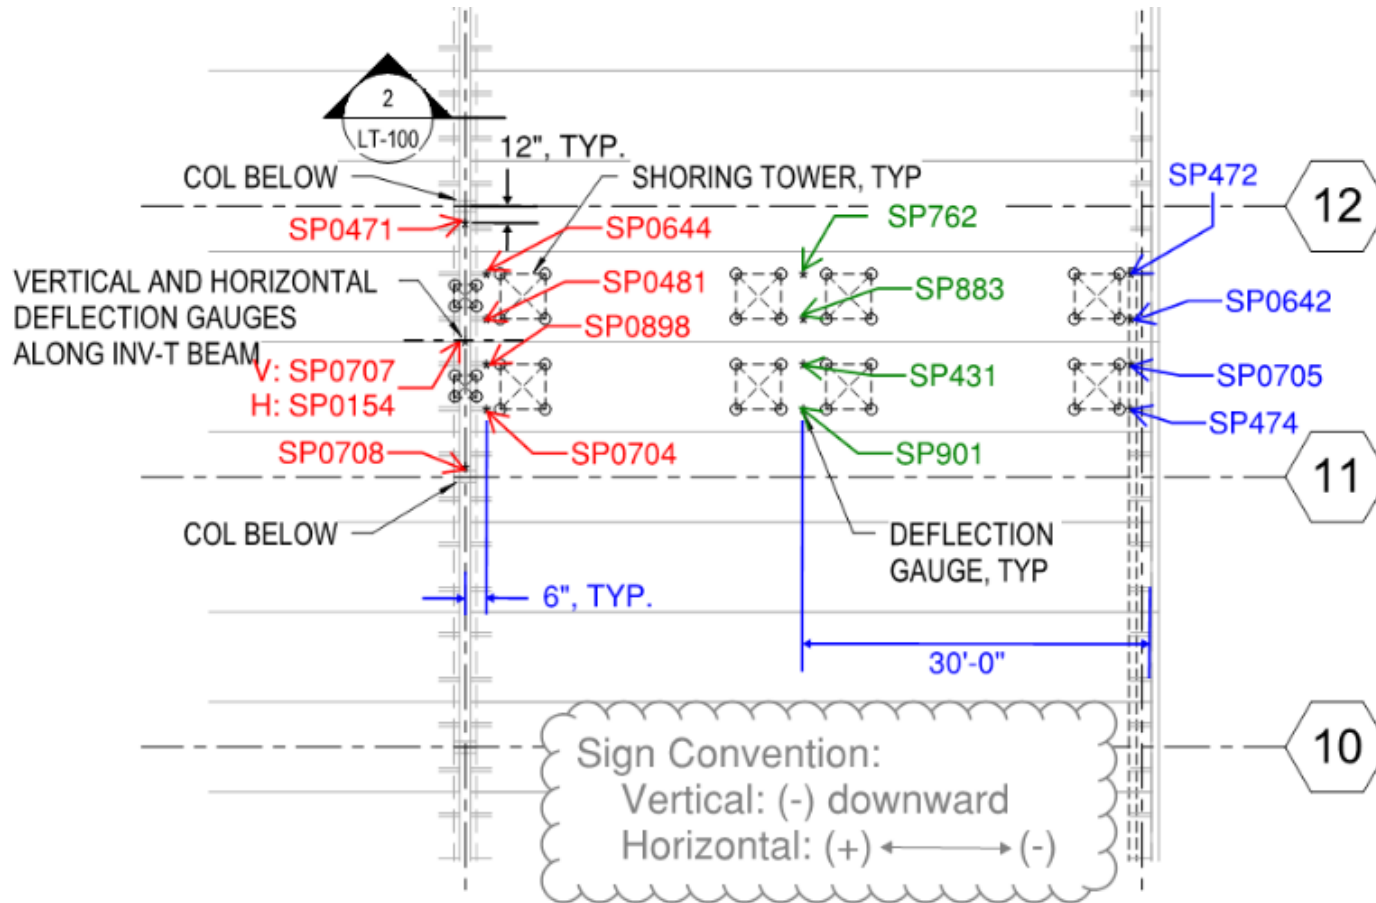 2
LT-100
12", TYP.
COL BELOW
SHORING TOWER, TYP
SP472
12
SP0471
SP0644
SP762
VERTICAL AND HORIZONTAL
DEFLECTION GAUGES
ALONG INV-T BEAM
SP0481
SP883
SP0642
SP0898
V: SP0707
H: SP0154
SP431
SP0705
SP474
SP0708
SP0704
SP901
11
COL BELOW
DEFLECTION
GAUGE, TYP
6", TYP.
30'-0"
10
Sign Convention:
Vertical: (-) downward
Horizontal: (+) (-)